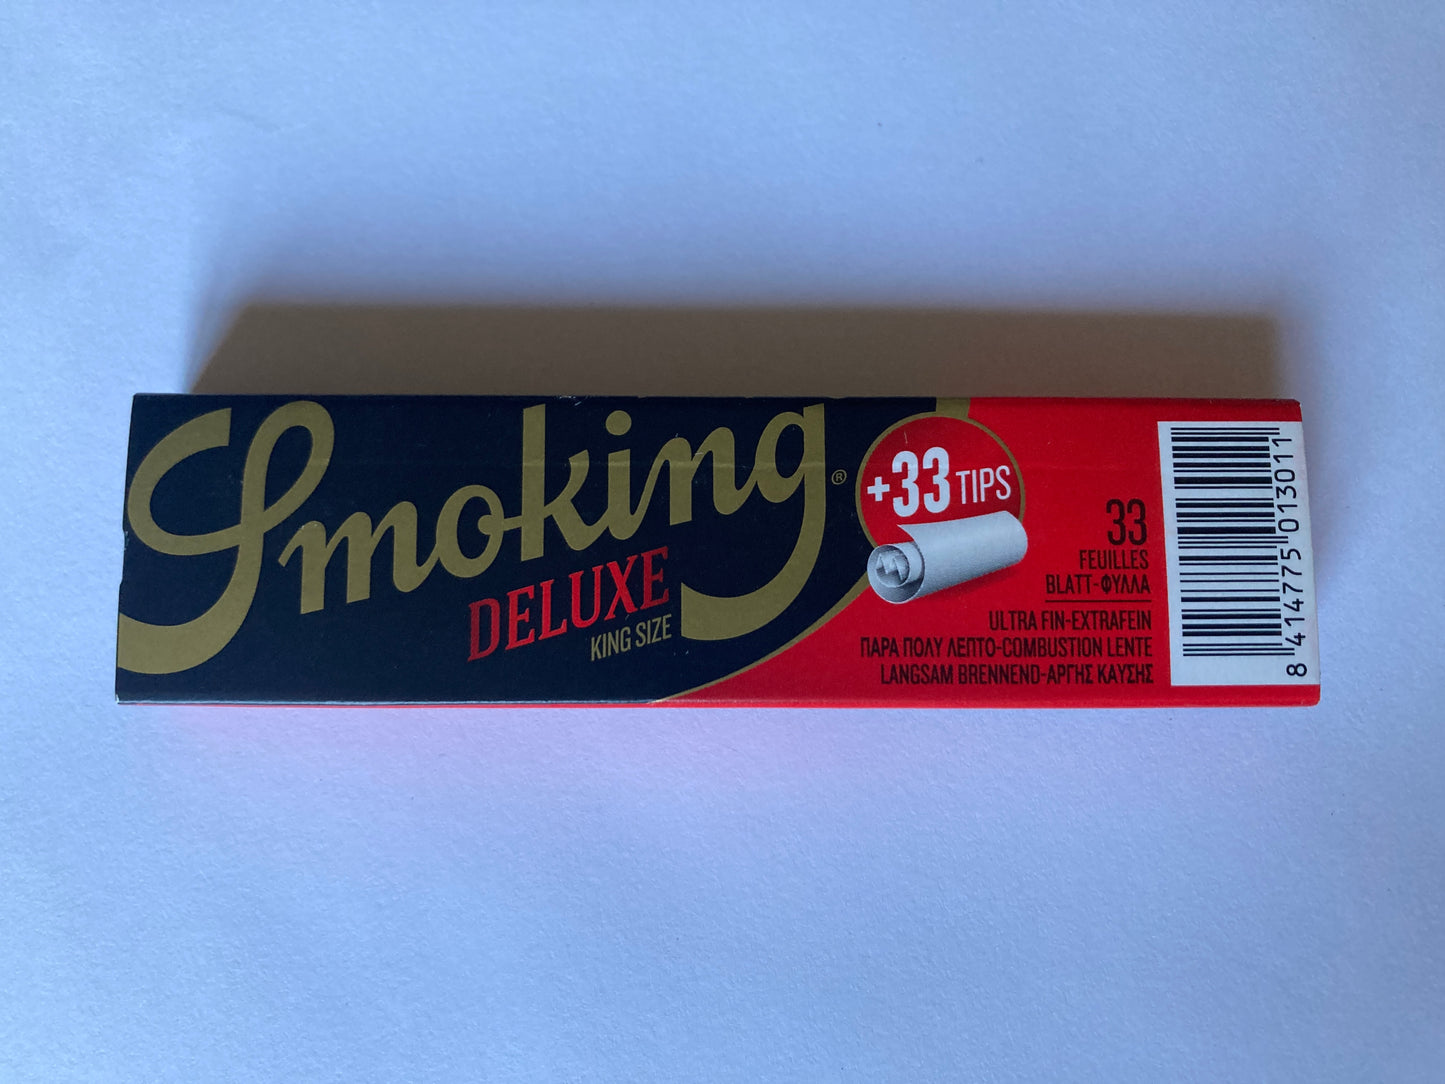 Smoking®
DELUXE
KING SIZE
+33 TIPS
33
FEUILLES
BLATT-ΦΥΛΛΑ
ULTRA FIN-EXTRAFEIN
ΠΑΡΑ ΠΟΛΥ ΛΕΠΤΟ-COMBUSTION LENTE
LANGSAM BRENNEND-ΑΡΓΗΣ ΚΑΥΣΗΣ
8 414775 013011